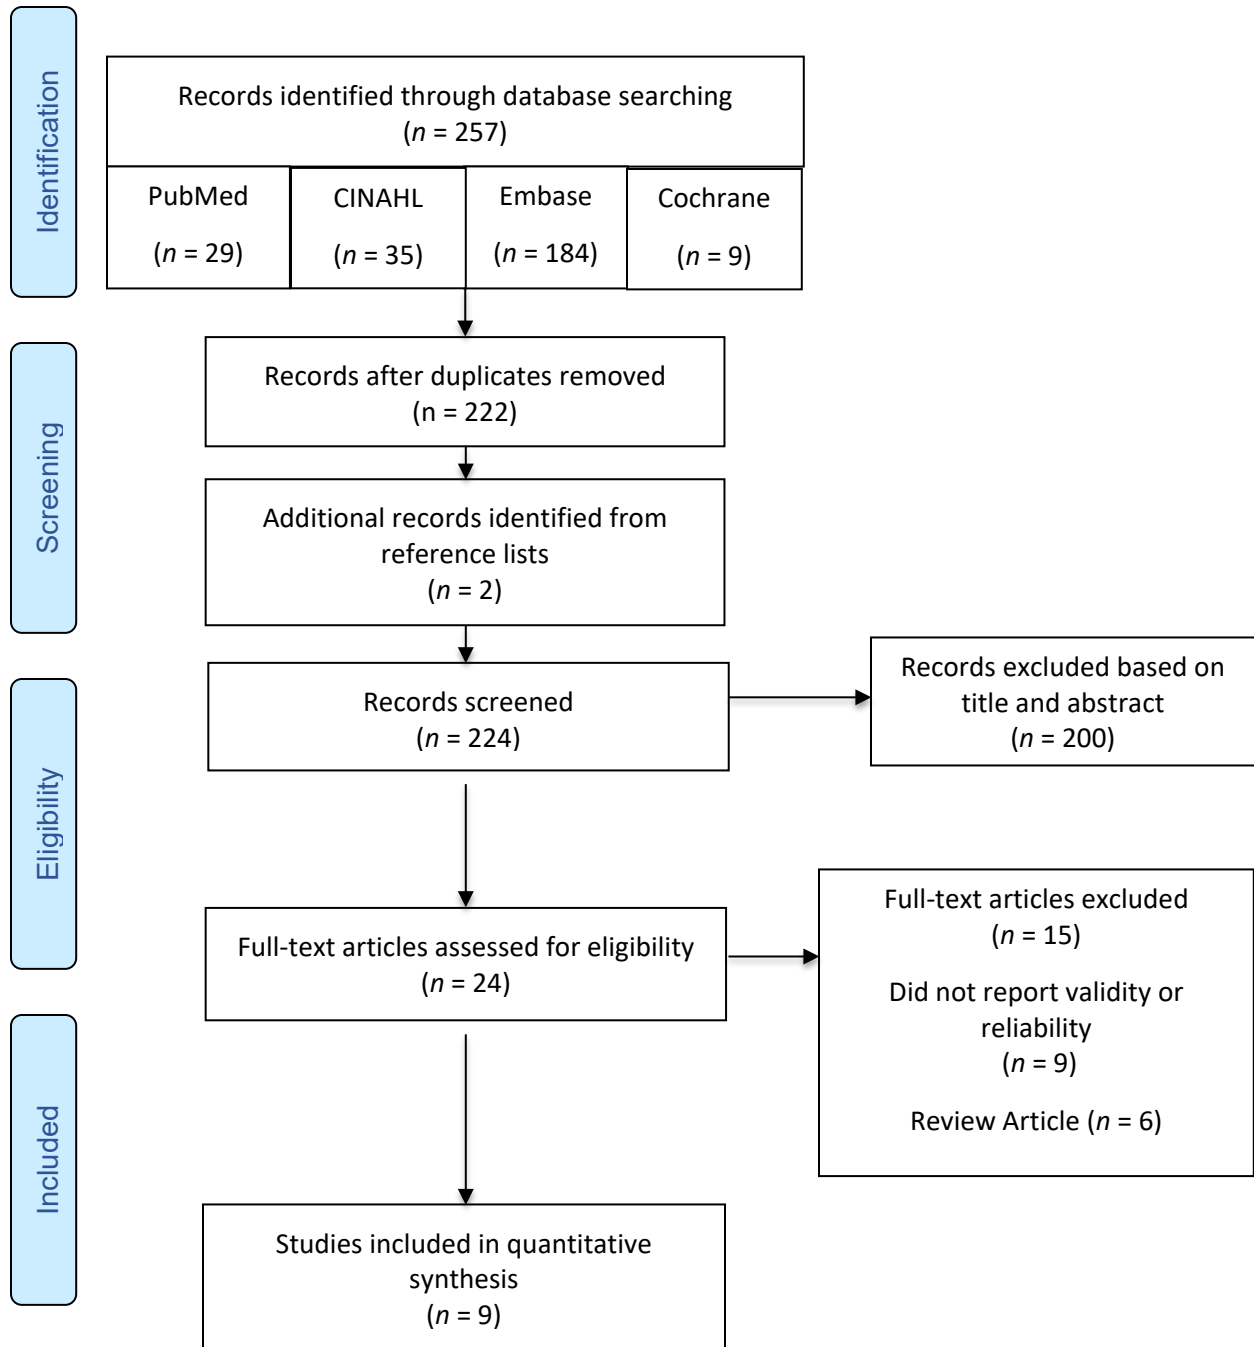 Identification
Records identified through database searching
(n = 257)
PubMed
(n = 29)
CINAHL
(n = 35)
Embase
(n = 184)
Cochrane
(n = 9)
Screening
Records after duplicates removed
(n = 222)
Additional records identified from
reference lists
(n = 2)
Records screened
(n = 224)
Records excluded based on
title and abstract
(n = 200)
Eligibility
Full-text articles assessed for eligibility
(n = 24)
Full-text articles excluded
(n = 15)
Did not report validity or
reliability
(n = 9)
Review Article (n = 6)
Included
Studies included in quantitative
synthesis
(n = 9)